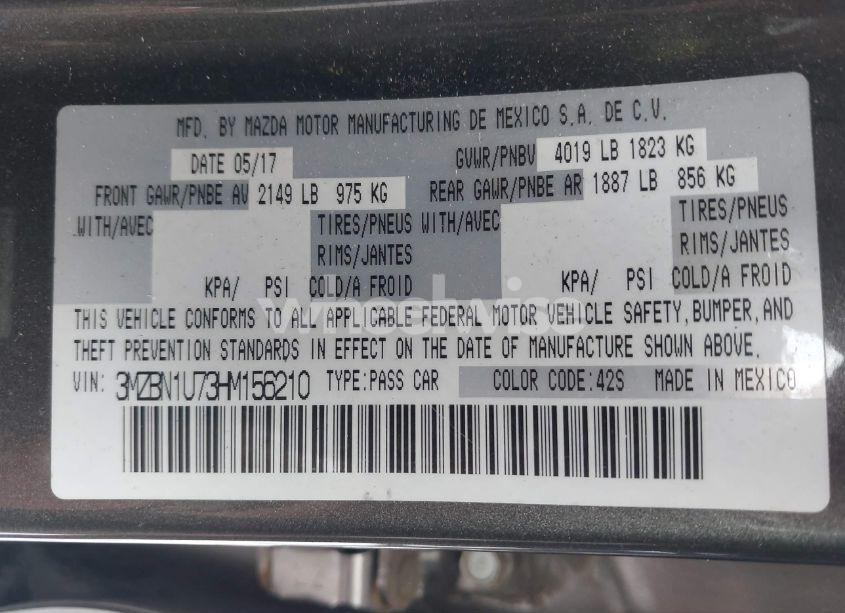 MFD. BY MAZDA MOTOR MANUFACTURING DE MEXICO S.A. DE C.V.
DATE 05/17 GVWR/PNBV 4019 LB 1823 KG
FRONT GAWR/PNBE AV 2149 LB 975 KG REAR GAWR/PNBE AR 1887 LB 856 KG
WITH/AVEC TIRES/PNEUS WITH/AVEC TIRES/PNEUS
RIMS/JANTES RIMS/JANTES
KPA/ PSI COLD/A FROID KPA/ PSI COLD/A FROID
wheelwiss
THIS VEHICLE CONFORMS TO ALL APPLICABLE FEDERAL MOTOR VEHICLE SAFETY, BUMPER, AND
THEFT PREVENTION STANDARDS IN EFFECT ON THE DATE OF MANUFACTURE SHOWN ABOVE.
VIN: 3MZBN1U73HM156210 TYPE:PASS CAR COLOR CODE:42S MADE IN MEXICO